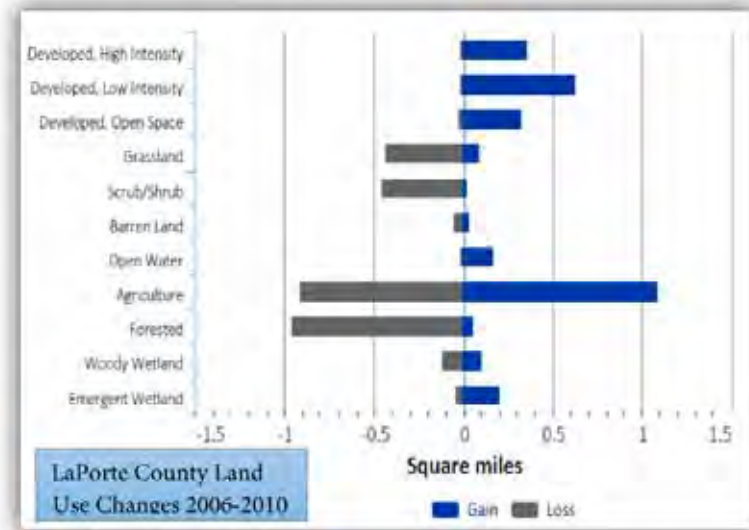 Developed, High Intensity
Developed, Low Intensity
Developed, Open Space
Grassland
Scrub/Shrub
Barren Land
Open Water
Agriculture
Forested
Woody Wetland
Emergent Wetland
-1.5 -1 -0.5 0 0.5 1 1.5
Square miles
Gain Loss
LaPorte County Land
Use Changes 2006-2010